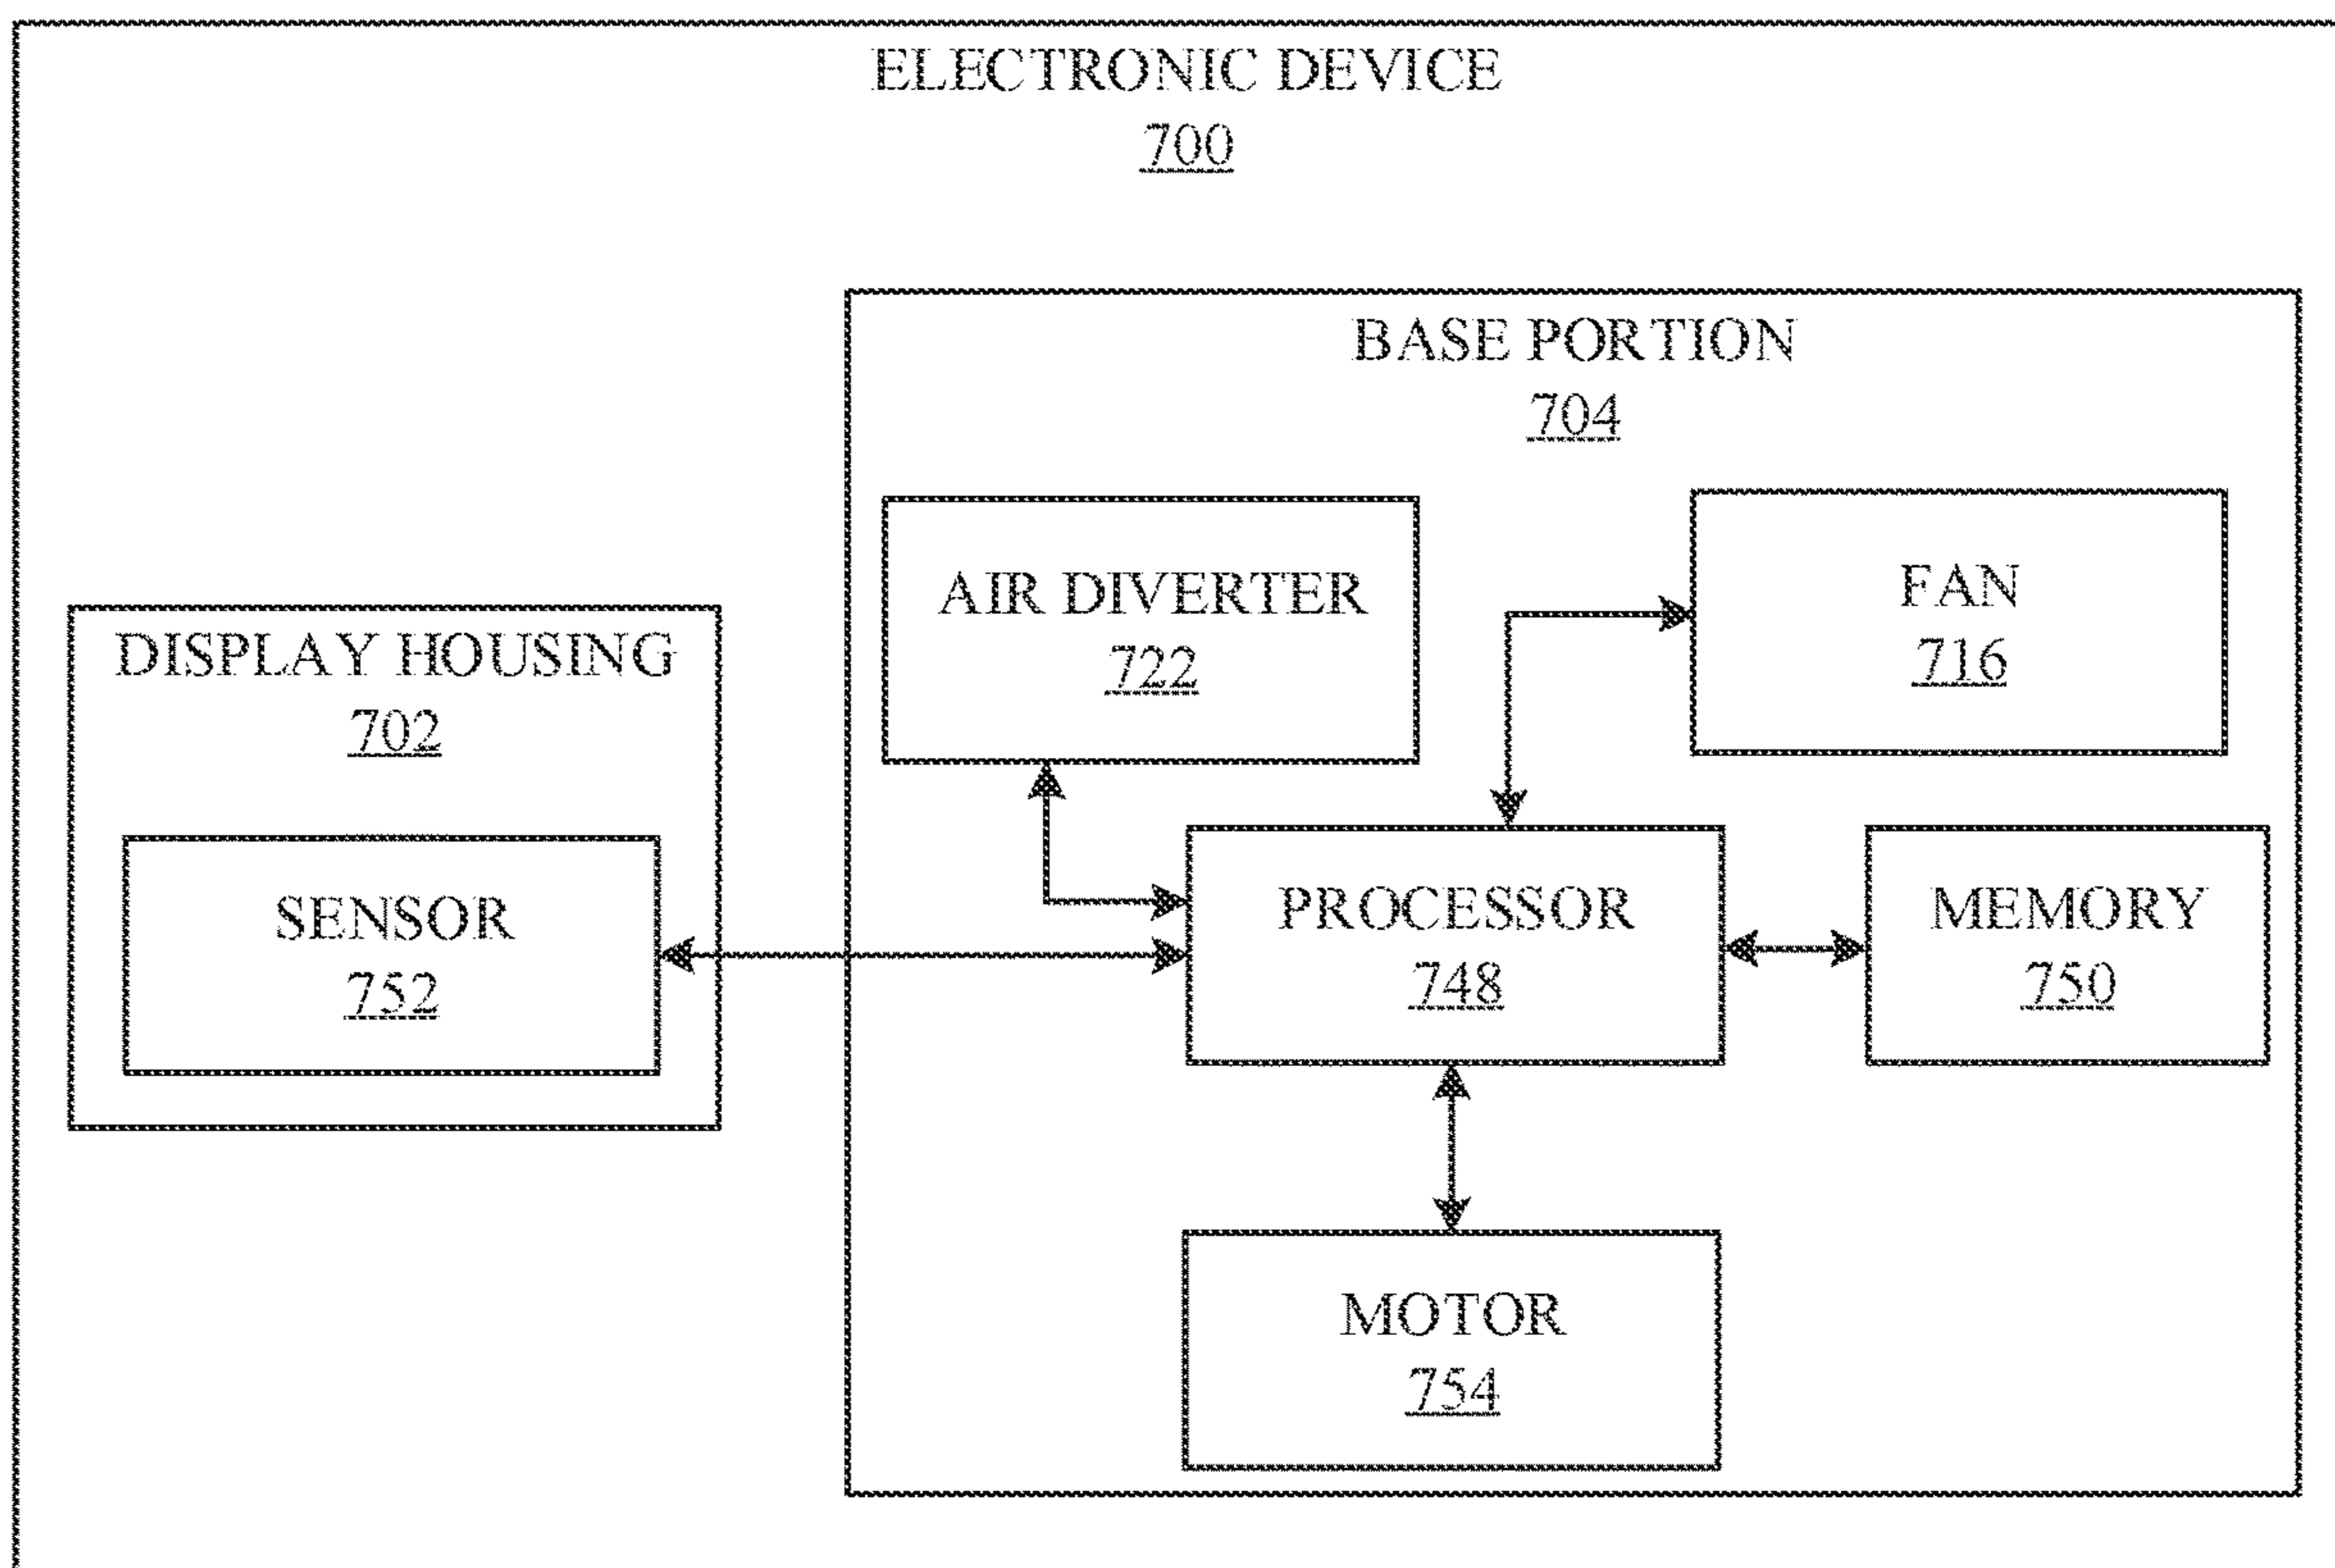 ELECTRONIC DEVICE
700
BASE PORTION
704
AIR DIVERTER
722
FAN
716
DISPLAY HOUSING
702
SENSOR
752
PROCESSOR
748
MEMORY
750
MOTOR
754